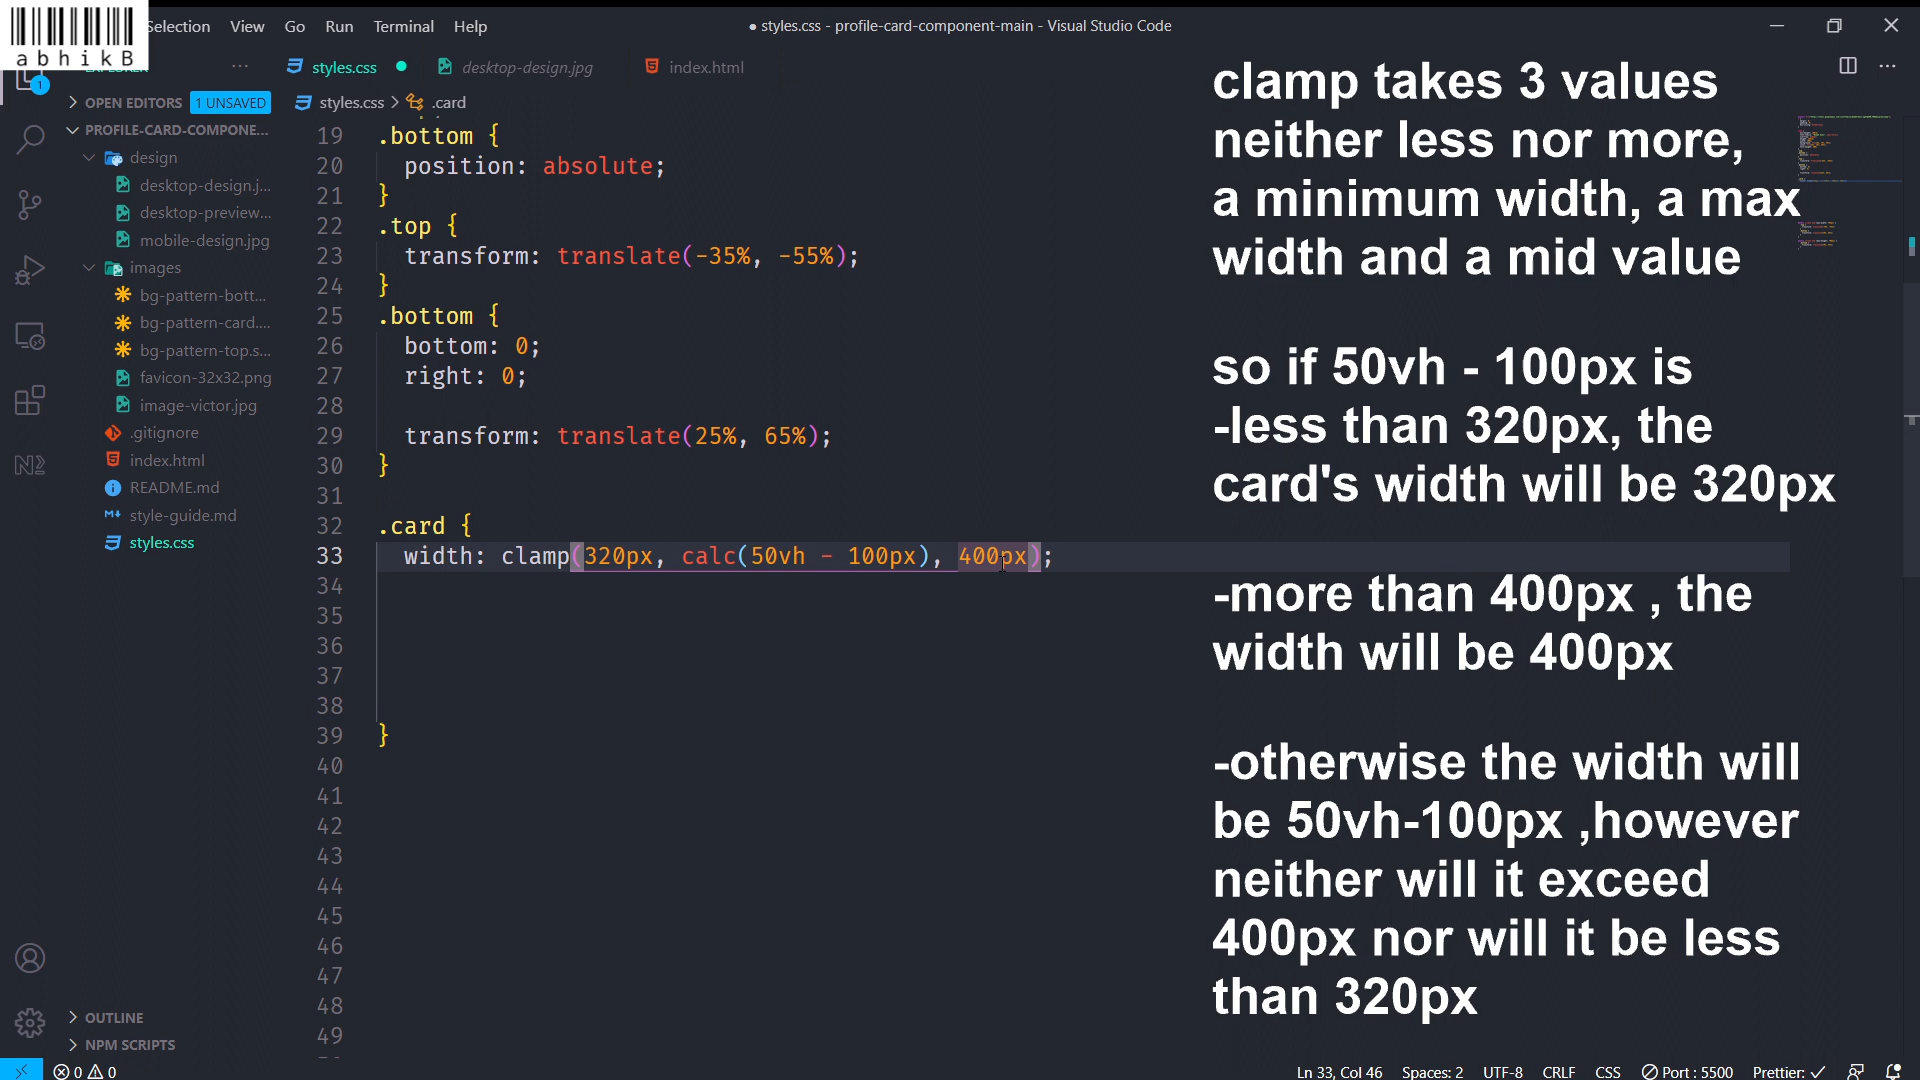 abhikB
Selection View Go Run Terminal Help
● styles.css - profile-card-component-main - Visual Studio Code
styles.css ● desktop-design.jpg index.html
OPEN EDITORS 1 UNSAVED
styles.css > .card
PROFILE-CARD-COMPONE...
design
desktop-design.j...
desktop-preview...
mobile-design.jpg
images
bg-pattern-bott...
bg-pattern-card....
bg-pattern-top.s...
favicon-32x32.png
image-victor.jpg
.gitignore
index.html
README.md
style-guide.md
styles.css
OUTLINE
NPM SCRIPTS
19 .bottom {
20 position: absolute;
21 }
22 .top {
23 transform: translate(-35%, -55%);
24 }
25 .bottom {
26 bottom: 0;
27 right: 0;
28
29 transform: translate(25%, 65%);
30 }
31
32 .card {
33 width: clamp(320px, calc(50vh - 100px), 400px);
34
35
36
37
38
39 }
40
41
42
43
44
45
46
47
48
49
clamp takes 3 values
neither less nor more,
a minimum width, a max
width and a mid value
so if 50vh - 100px is
-less than 320px, the
card's width will be 320px
-more than 400px , the
width will be 400px
-otherwise the width will
be 50vh-100px ,however
neither will it exceed
400px nor will it be less
than 320px
0 0
Ln 33, Col 46 Spaces: 2 UTF-8 CRLF CSS Port : 5500 Prettier: ✓